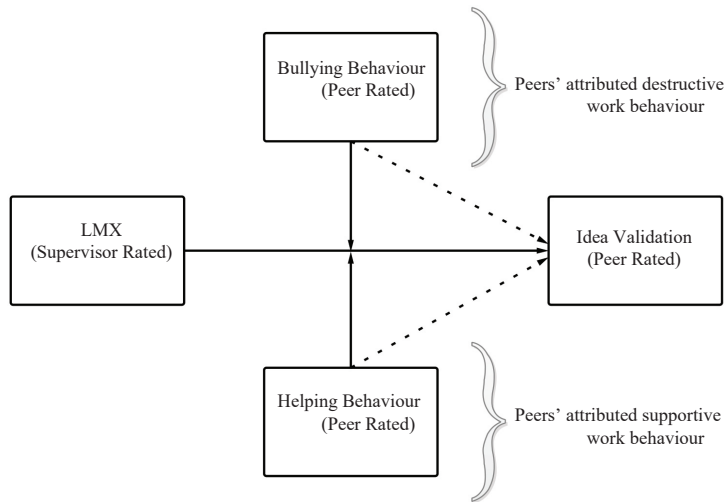 Bullying Behaviour
(Peer Rated)
Peers’ attributed destructive
work behaviour
LMX
(Supervisor Rated)
Idea Validation
(Peer Rated)
Helping Behaviour
(Peer Rated)
Peers’ attributed supportive
work behaviour